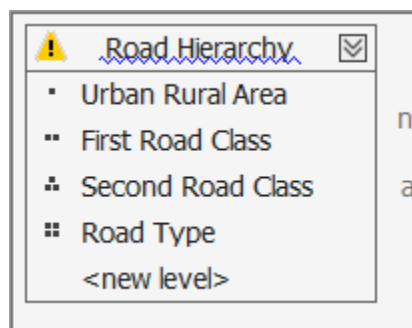 Road Hierarchy
Urban Rural Area
First Road Class
n
Second Road Class
a
Road Type
<new level>